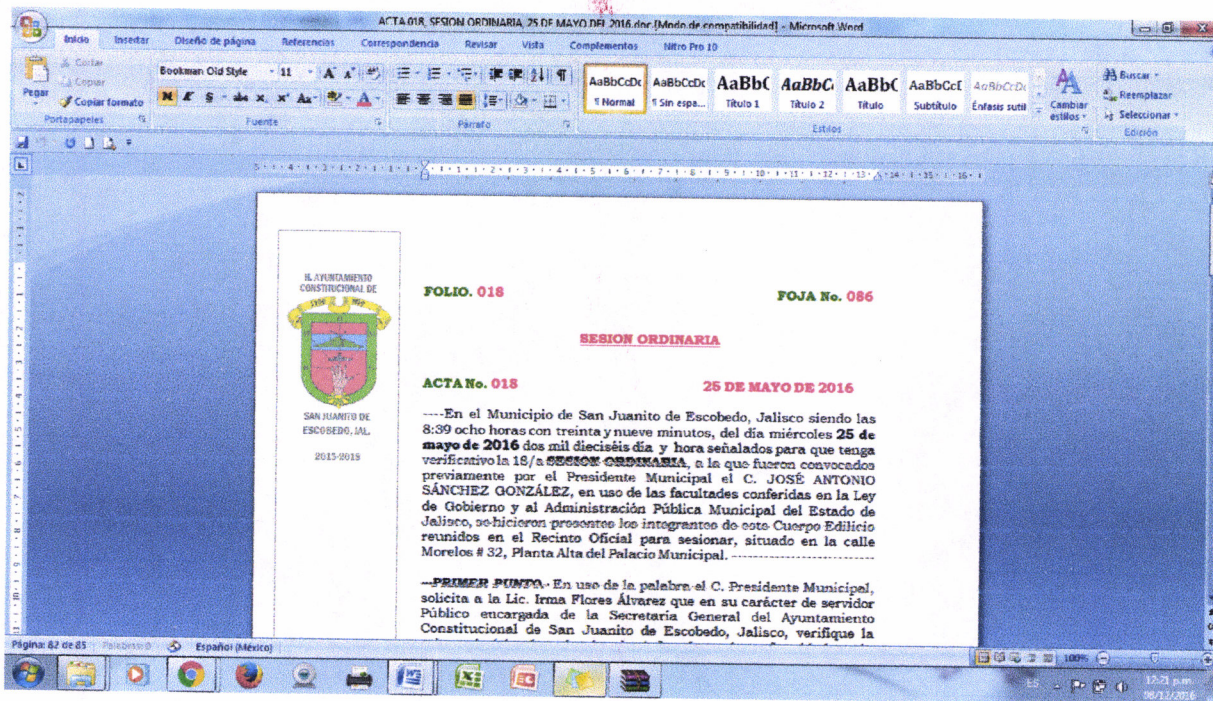 ACTA 018, SESION ORDINARIA, 25 DE MAYO DEL 2016.doc [Modo de compatibilidad] - Microsoft Word
Inicio Insertar Diseño de página Referencias Correspondencia Revisar Vista Complementos Nitro Pro 10
Pegar
Cortar
Copiar
Copiar formato
Portapapeles
Bookman Old Style 11
Fuente
Párrafo
AaBbCcDc ¶ Normal
AaBbCcDc ¶ Sin espa...
AaBbC Título 1
AaBbC Título 2
AaBbC Título
AaBbCcI Subtítulo
AaBbCcDc Énfasis sutil
Cambiar estilos
Estilos
Buscar
Reemplazar
Seleccionar
Edición
H. AYUNTAMIENTO
CONSTITUCIONAL DE
SAN JUANITO DE
ESCOBEDO, JAL.
2015-2018
FOLIO. 018 FOJA No. 086
SESION ORDINARIA
ACTA No. 018 25 DE MAYO DE 2016
----En el Municipio de San Juanito de Escobedo, Jalisco siendo las
8:39 ocho horas con treinta y nueve minutos, del día miércoles 25 de
mayo de 2016 dos mil dieciséis día y hora señalados para que tenga
verificativo la 18/a SESION ORDINARIA, a la que fueron convocados
previamente por el Presidente Municipal el C. JOSÉ ANTONIO
SÁNCHEZ GONZÁLEZ, en uso de las facultades conferidas en la Ley
de Gobierno y al Administración Pública Municipal del Estado de
Jalisco, se hicieron presentes los integrantes de este Cuerpo Edilicio
reunidos en el Recinto Oficial para sesionar, situado en la calle
Morelos # 32, Planta Alta del Palacio Municipal. --------------------
---PRIMER PUNTO.- En uso de la palabra el C. Presidente Municipal,
solicita a la Lic. Irma Flores Álvarez que en su carácter de servidor
Público encargada de la Secretaria General del Ayuntamiento
Constitucional de San Juanito de Escobedo, Jalisco, verifique la
Página: 82 de 85 Palabras: 0 Español (México) 100%
ES 12:21 p.m.
08/12/2016